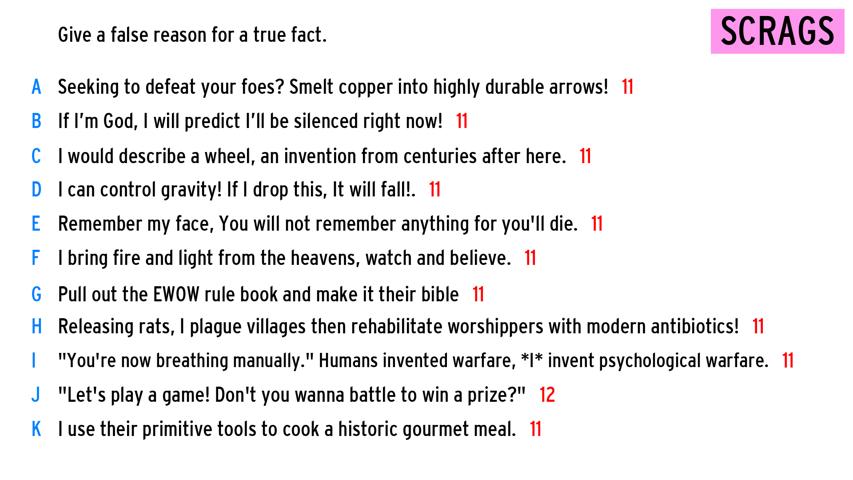 Give a false reason for a true fact.
SCRAGS
A Seeking to defeat your foes? Smelt copper into highly durable arrows! 11
B If I'm God, I will predict I'll be silenced right now! 11
C I would describe a wheel, an invention from centuries after here. 11
D I can control gravity! If I drop this, It will fall!. 11
E Remember my face, You will not remember anything for you'll die. 11
F I bring fire and light from the heavens, watch and believe. 11
G Pull out the EWOW rule book and make it their bible 11
H Releasing rats, I plague villages then rehabilitate worshippers with modern antibiotics! 11
I "You're now breathing manually." Humans invented warfare, *I* invent psychological warfare. 11
J "Let's play a game! Don't you wanna battle to win a prize?" 12
K I use their primitive tools to cook a historic gourmet meal. 11